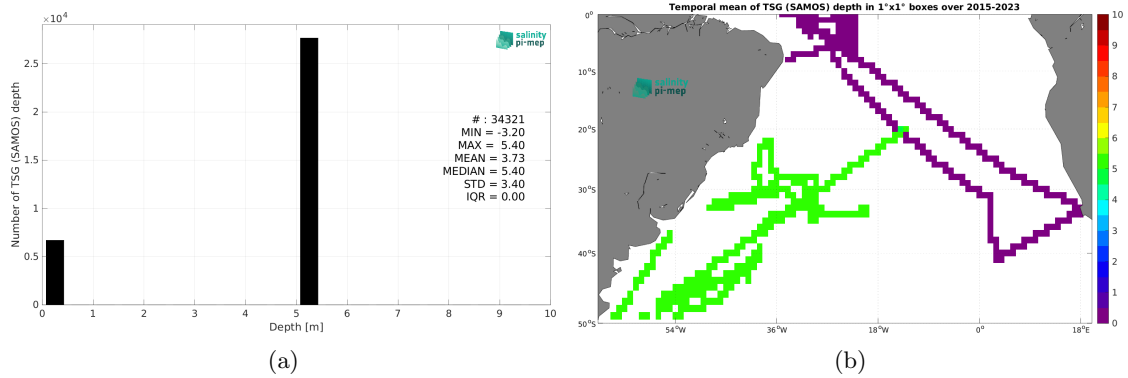 ×10⁴
2.5
2
1.5
1
0.5
0
Number of TSG (SAMOS) depth
0 1 2 3 4 5 6 7 8 9 10
Depth [m]
salinity
pi-mep
# : 34321
MIN = -3.20
MAX = 5.40
MEAN = 3.73
MEDIAN = 5.40
STD = 3.40
IQR = 0.00
(a)
Temporal mean of TSG (SAMOS) depth in 1°x1° boxes over 2015-2023
0°
10°S
20°S
30°S
40°S
50°S
54°W 36°W 18°W 0° 18°E
salinity
pi-mep
10
9
8
7
6
5
4
3
2
1
0
(b)